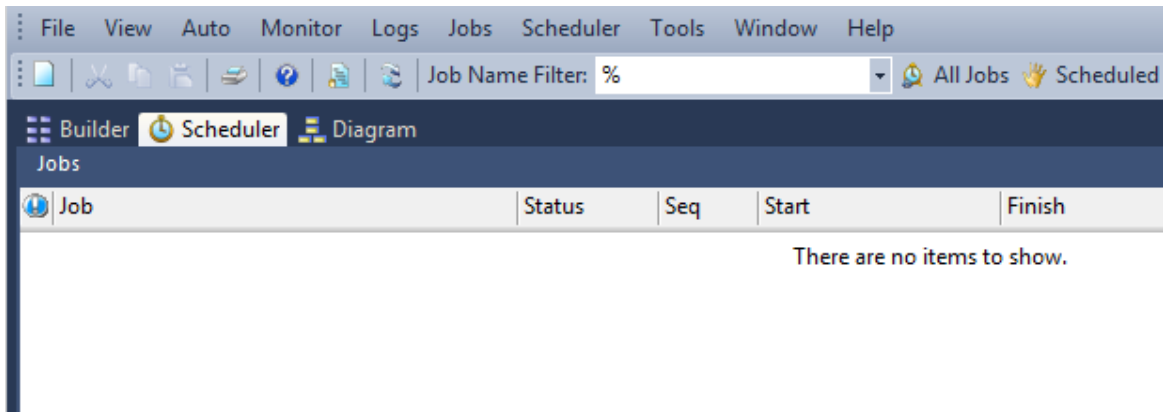 File View Auto Monitor Logs Jobs Scheduler Tools Window Help
Job Name Filter: % All Jobs Scheduled
Builder Scheduler Diagram
Jobs
Job Status Seq Start Finish
There are no items to show.